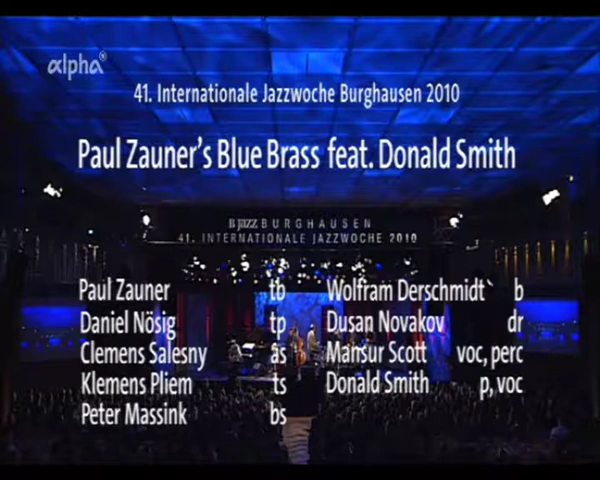 alpha
41. Internationale Jazzwoche Burghausen 2010
Paul Zauner's Blue Brass feat. Donald Smith
B.JAZZ BURGHAUSEN
41. INTERNATIONALE JAZZWOCHE 2010
Paul Zauner tb
Daniel Nösig tp
Clemens Salesny as
Klemens Pliem ts
Peter Massink bs
Wolfram Derschmidt b
Dusan Novakov dr
Mansur Scott voc, perc
Donald Smith p, voc